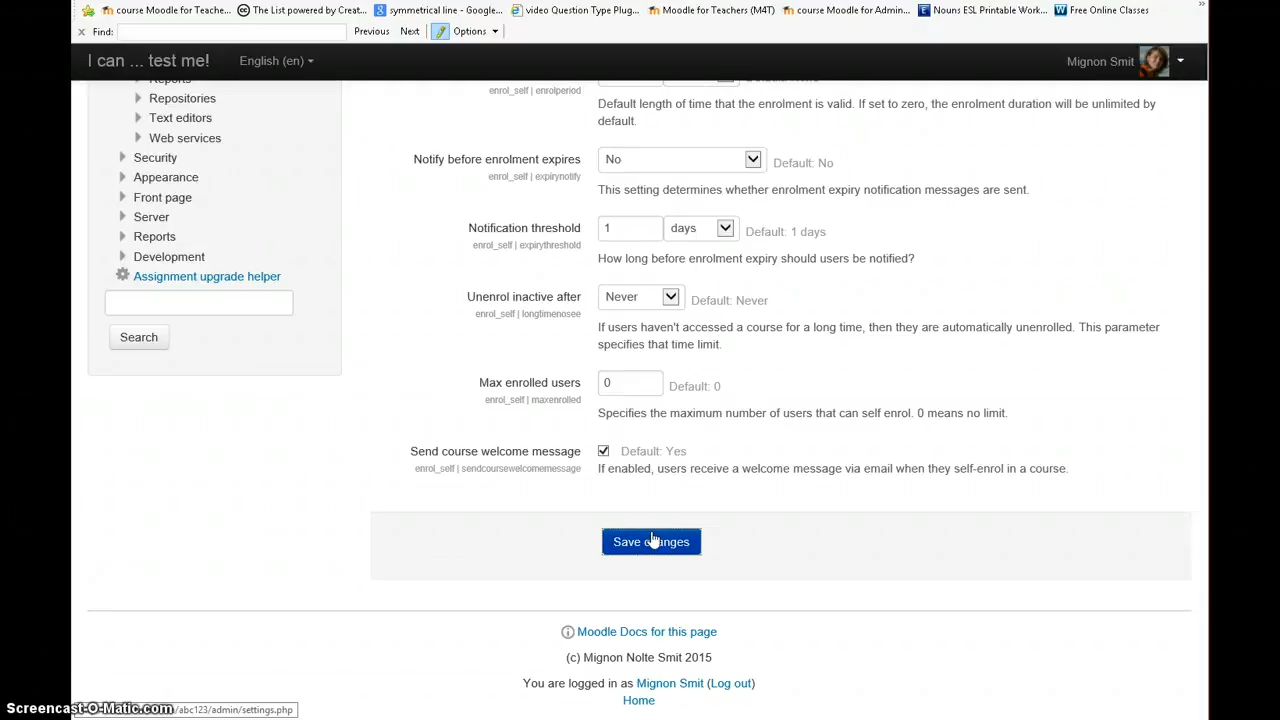 course Moodle for Teache... The List powered by Creat... symmetrical line - Google... video Question Type Plug... Moodle for Teachers (M4T) course Moodle for Admin... Nouns ESL Printable Work... Free Online Classes
Find: Previous Next Options
I can ... test me! English (en) Mignon Smit
Reports
Repositories
Text editors
Web services
Security
Appearance
Front page
Server
Reports
Development
Assignment upgrade helper
Search
enrol_self | enrolperiod
Default length of time that the enrolment is valid. If set to zero, the enrolment duration will be unlimited by
default.
Notify before enrolment expires No Default: No
enrol_self | expirynotify
This setting determines whether enrolment expiry notification messages are sent.
Notification threshold 1 days Default: 1 days
enrol_self | expirythreshold
How long before enrolment expiry should users be notified?
Unenrol inactive after Never Default: Never
enrol_self | longtimenosee
If users haven't accessed a course for a long time, then they are automatically unenrolled. This parameter
specifies that time limit.
Max enrolled users 0 Default: 0
enrol_self | maxenrolled
Specifies the maximum number of users that can self enrol. 0 means no limit.
Send course welcome message Default: Yes
enrol_self | sendcoursewelcomemessage
If enabled, users receive a welcome message via email when they self-enrol in a course.
Save changes
Moodle Docs for this page
(c) Mignon Nolte Smit 2015
You are logged in as Mignon Smit (Log out)
Home
Screencast-O-Matic.com /abc123/admin/settings.php